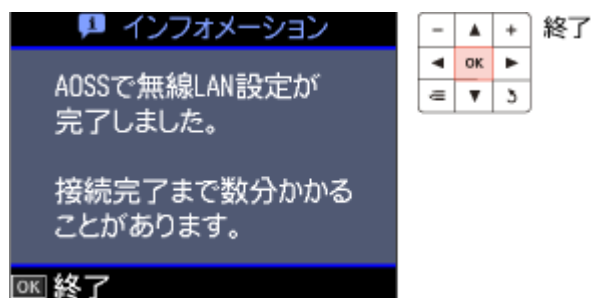 インフォメーション
AOSSで無線LAN設定が
完了しました。
接続完了まで数分かかる
ことがあります。
OK 終了
- ▲ + 終了
◀ OK ▶
▼